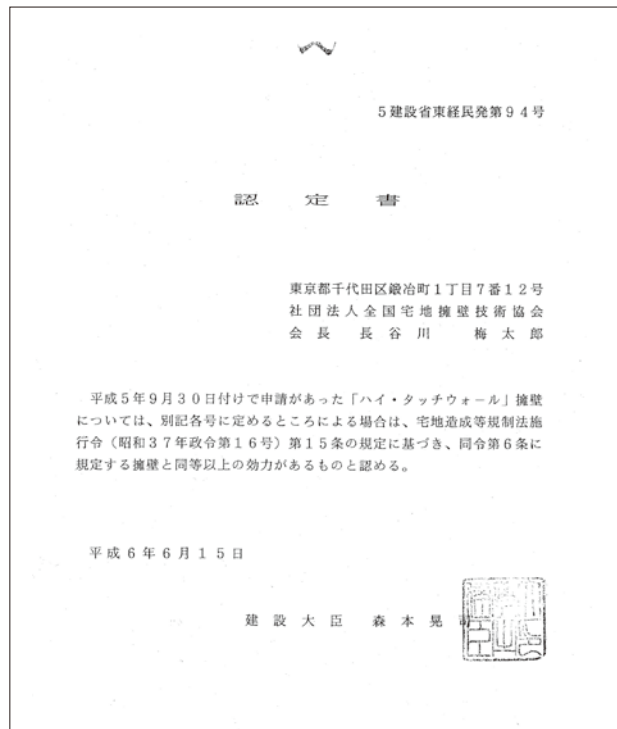 5建設省東経民発第94号
認定書
東京都千代田区鍛冶町1丁目7番12号
社団法人全国宅地擁壁技術協会
会長 長谷川 梅太郎
平成5年9月30日付けで申請があった「ハイ・タッチウォール」擁壁
については、別記各号に定めるところによる場合は、宅地造成等規制法施
行令（昭和37年政令第16号）第15条の規定に基づき、同令第6条に
規定する擁壁と同等以上の効力があるものと認める。
平成6年6月15日
建設大臣 森本晃司